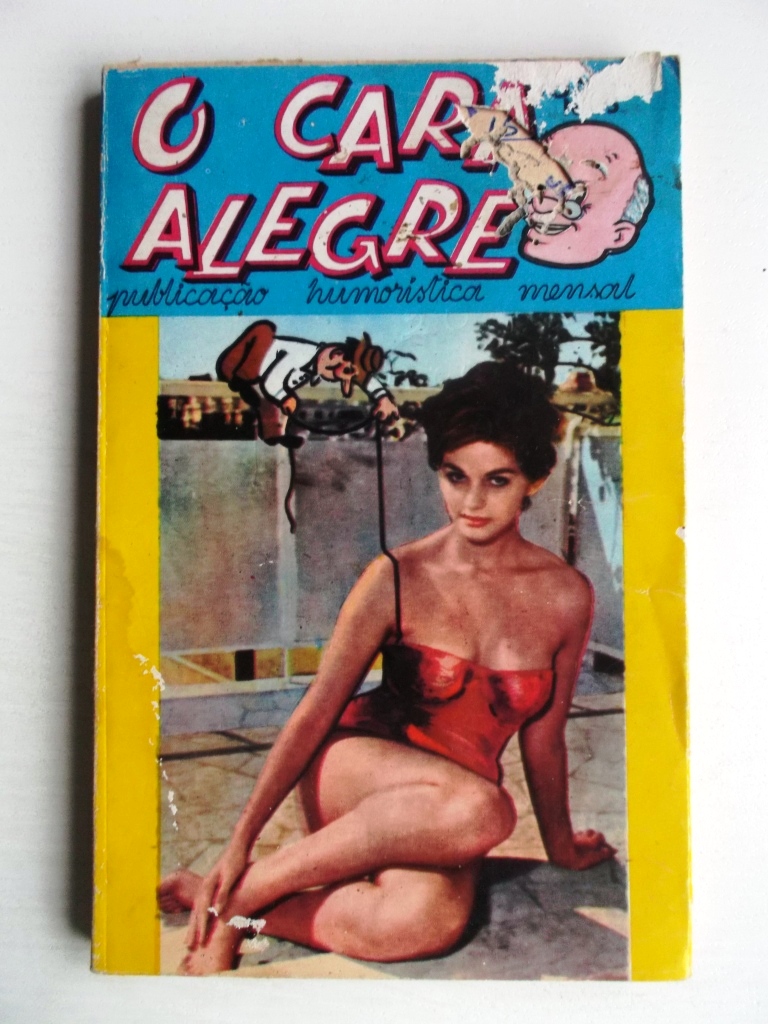 O CARA
ALEGRE
publicação humorística mensal